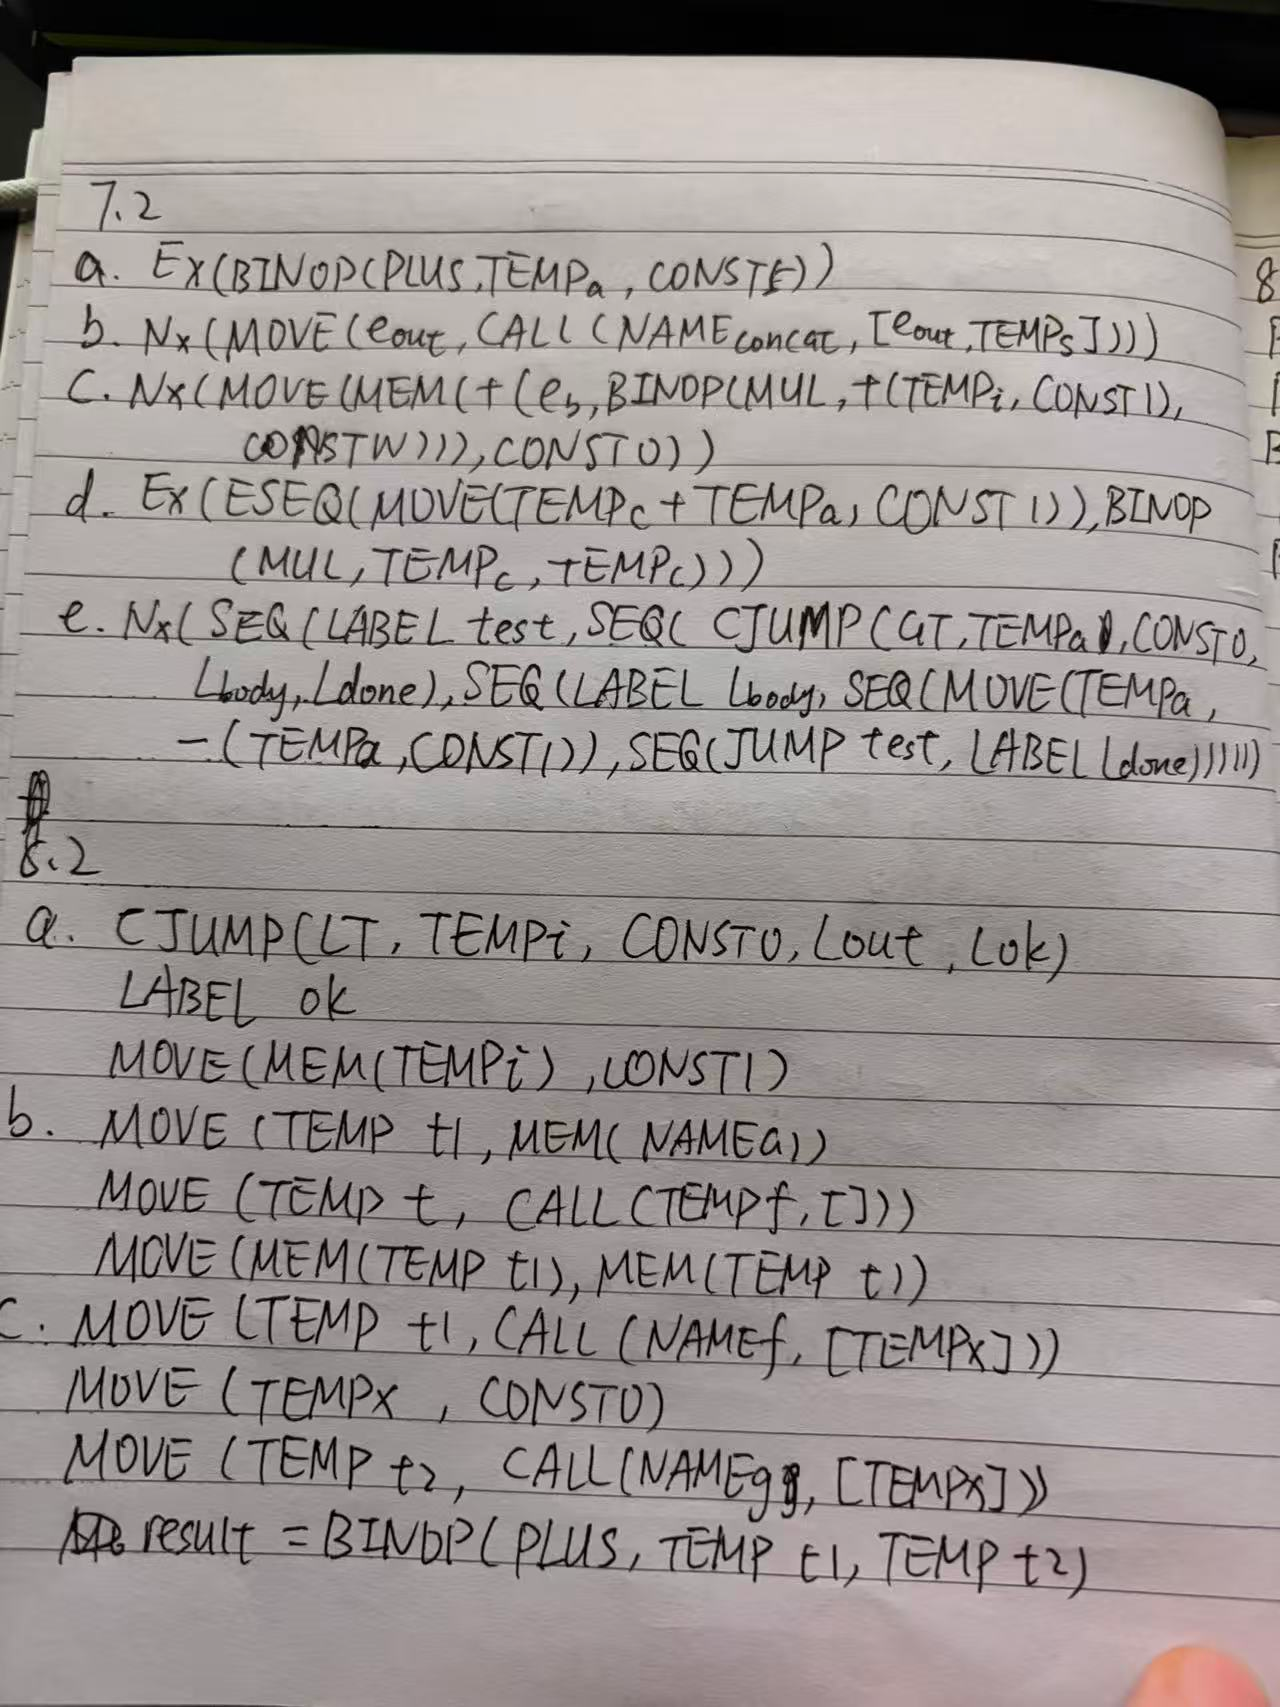 7.2
a. Ex(BINOP(PLUS,TEMPa, CONST5))
b. Nx(MOVE(eout, CALL(NAMEconcat,[eout,TEMPs])))
c. Nx(MOVE(MEM(+(eb,BINOP(MUL,+(TEMPi,CONST1),
CONSTW))),CONST0))
d. Ex(ESEQ(MOVE(TEMPc+TEMPa,CONST1)),BINOP
(MUL,TEMPc,TEMPc)))
e. Nx(SEQ(LABEL test,SEQ(CJUMP(GT,TEMPa,CONST0,
Lbody,Ldone),SEQ(LABEL Lbody,SEQ(MOVE(TEMPa,
-(TEMPa,CONST1)),SEQ(JUMP test,LABEL Ldone))))))
8.2
a. CJUMP(LT, TEMPi, CONST0, Lout, Lok)
LABEL ok
MOVE(MEM(TEMPi),CONST1)
b. MOVE(TEMP t1,MEM(NAMEa))
MOVE(TEMP t, CALL(TEMPf,[]))
MOVE(MEM(TEMP t1),MEM(TEMP t))
c. MOVE(TEMP t1,CALL(NAMEf,[TEMPx]))
MOVE(TEMPx, CONST0)
MOVE(TEMP t2, CALL(NAMEg,[TEMPx]))
result = BINOP(PLUS, TEMP t1, TEMP t2)
8